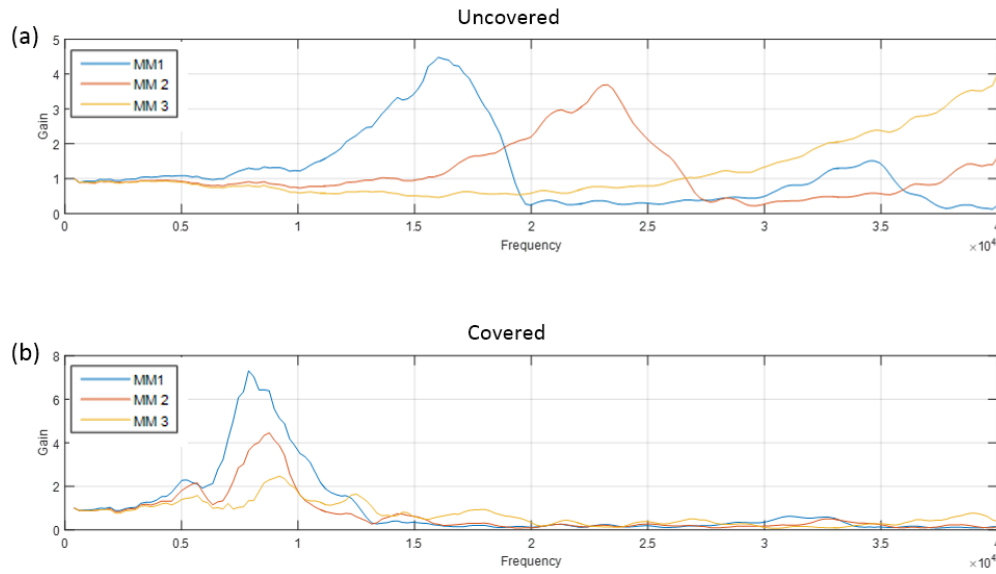 Uncovered
(a)
5
4
3
2
1
0
Gain
MM1
MM 2
MM 3
0 0.5 1 1.5 2 2.5 3 3.5 4
Frequency
×10⁴
Covered
(b)
8
6
4
2
0
Gain
MM1
MM 2
MM 3
0 0.5 1 1.5 2 2.5 3 3.5 4
Frequency
×10⁴